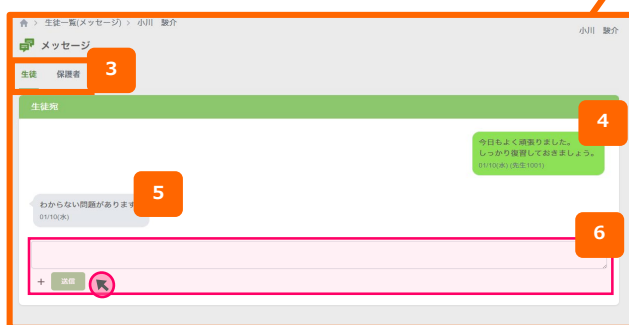 生徒一覧(メッセージ) > 小川　駿介
小川　駿介
メッセージ
生徒
保護者
3
生徒宛
4
今日もよく頑張りました。
しっかり復習しておきましょう。
01/10(水) (先生1001)
5
わからない問題があります
01/10(水)
6
+
送信